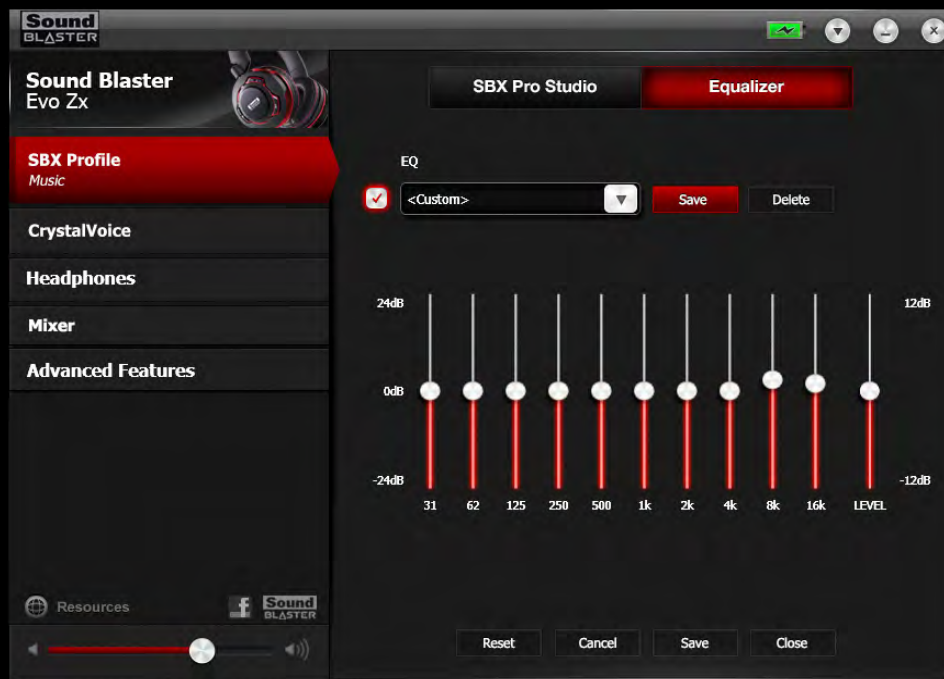 Sound
BLASTER
Sound Blaster
Evo Zx
SBX Profile
Music
CrystalVoice
Headphones
Mixer
Advanced Features
Resources
f
Sound
BLASTER
SBX Pro Studio Equalizer
EQ
<Custom> Save Delete
24dB 12dB
0dB
-24dB -12dB
31 62 125 250 500 1k 2k 4k 8k 16k LEVEL
Reset Cancel Save Close